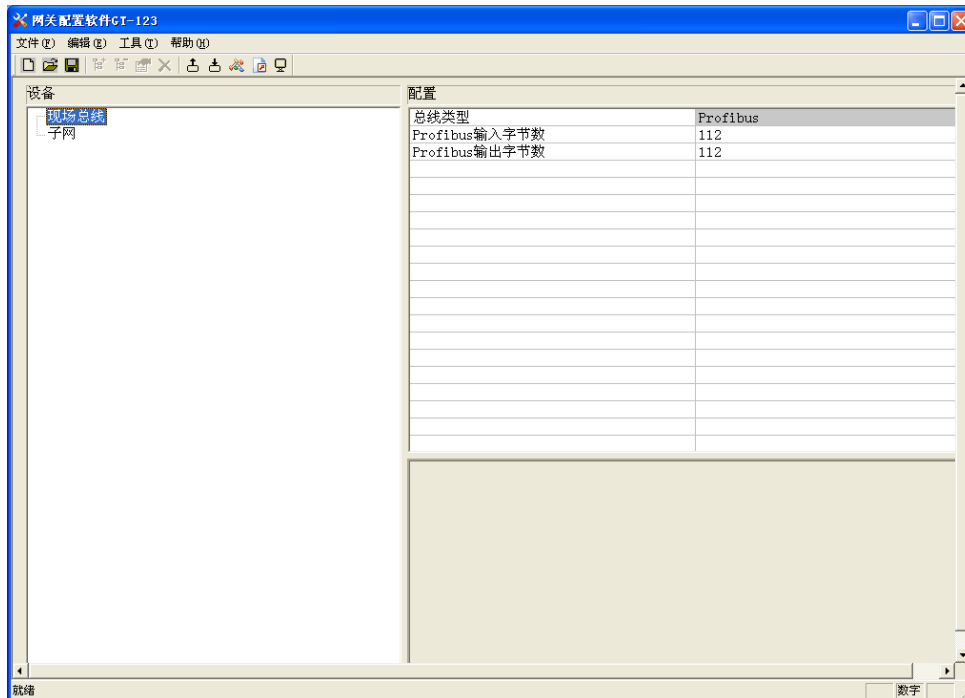 网关配置软件GT-123
文件(F) 编辑(E) 工具(T) 帮助(H)
设备
现场总线
子网
配置
总线类型 Profibus
Profibus输入字节数 112
Profibus输出字节数 112
就绪 数字